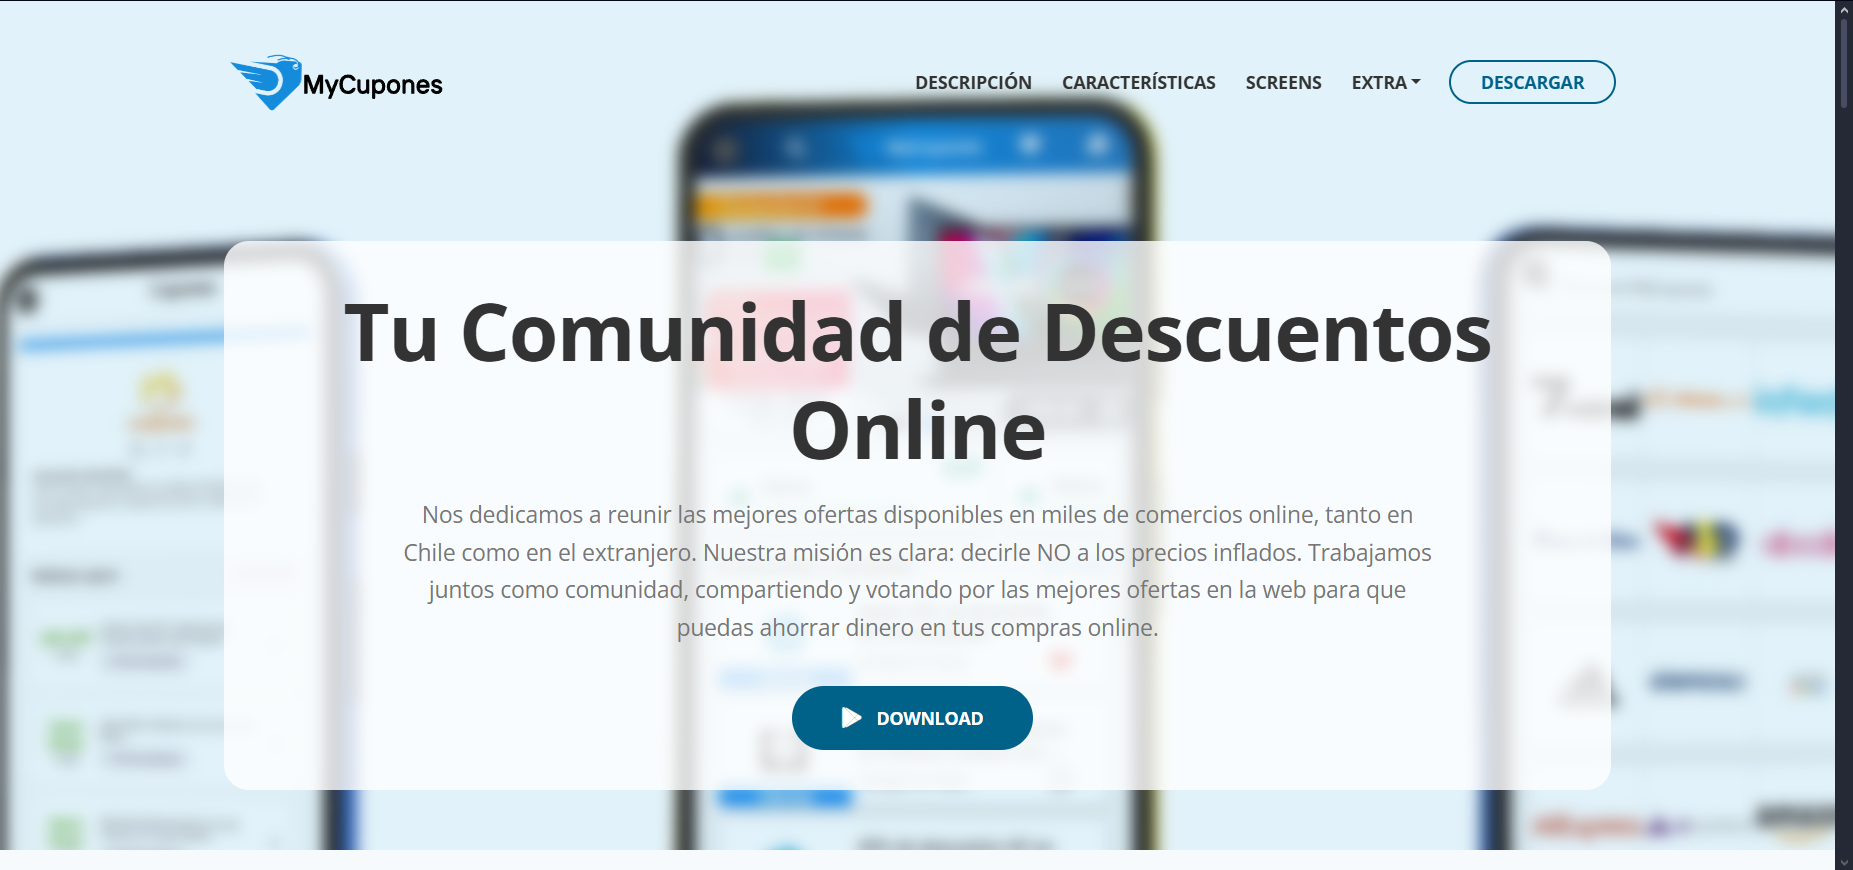 MyCupones
DESCRIPCIÓN CARACTERÍSTICAS SCREENS EXTRA DESCARGAR
Tu Comunidad de Descuentos
Online
Nos dedicamos a reunir las mejores ofertas disponibles en miles de comercios online, tanto en
Chile como en el extranjero. Nuestra misión es clara: decirle NO a los precios inflados. Trabajamos
juntos como comunidad, compartiendo y votando por las mejores ofertas en la web para que
puedas ahorrar dinero en tus compras online.
DOWNLOAD